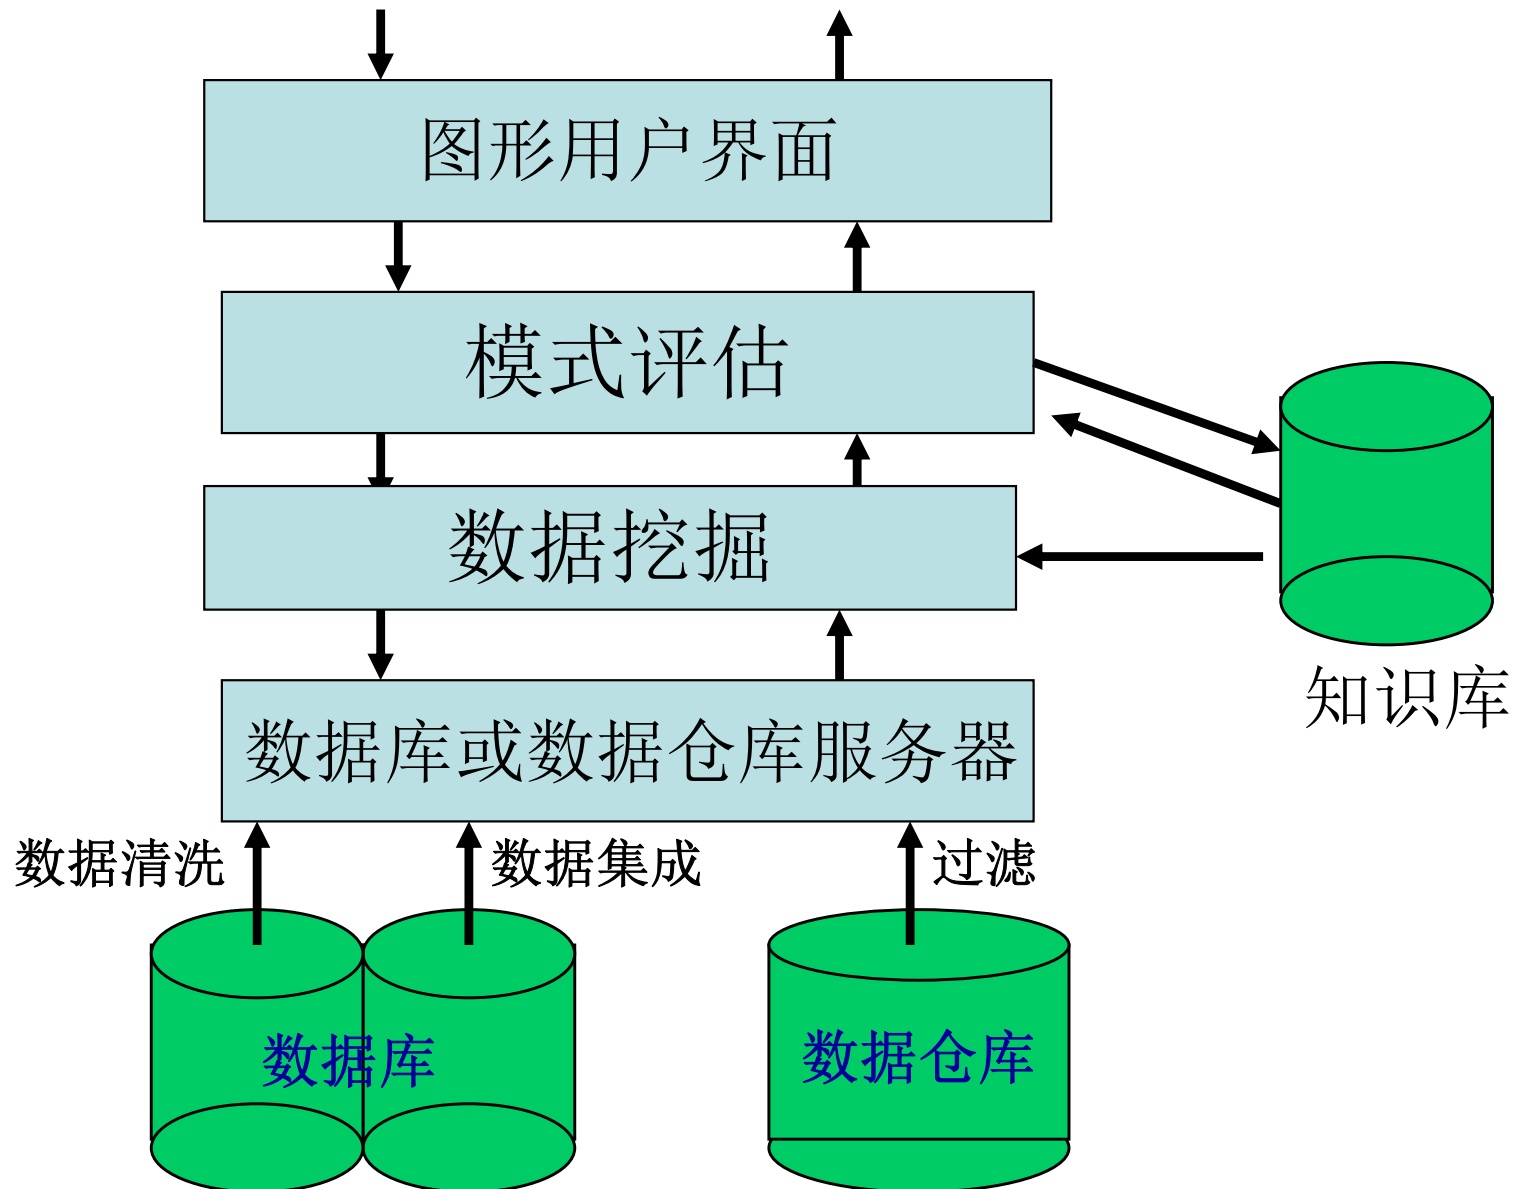 图形用户界面
模式评估
数据挖掘
知识库
数据库或数据仓库服务器
数据清洗
数据集成
过滤
数据库
数据仓库